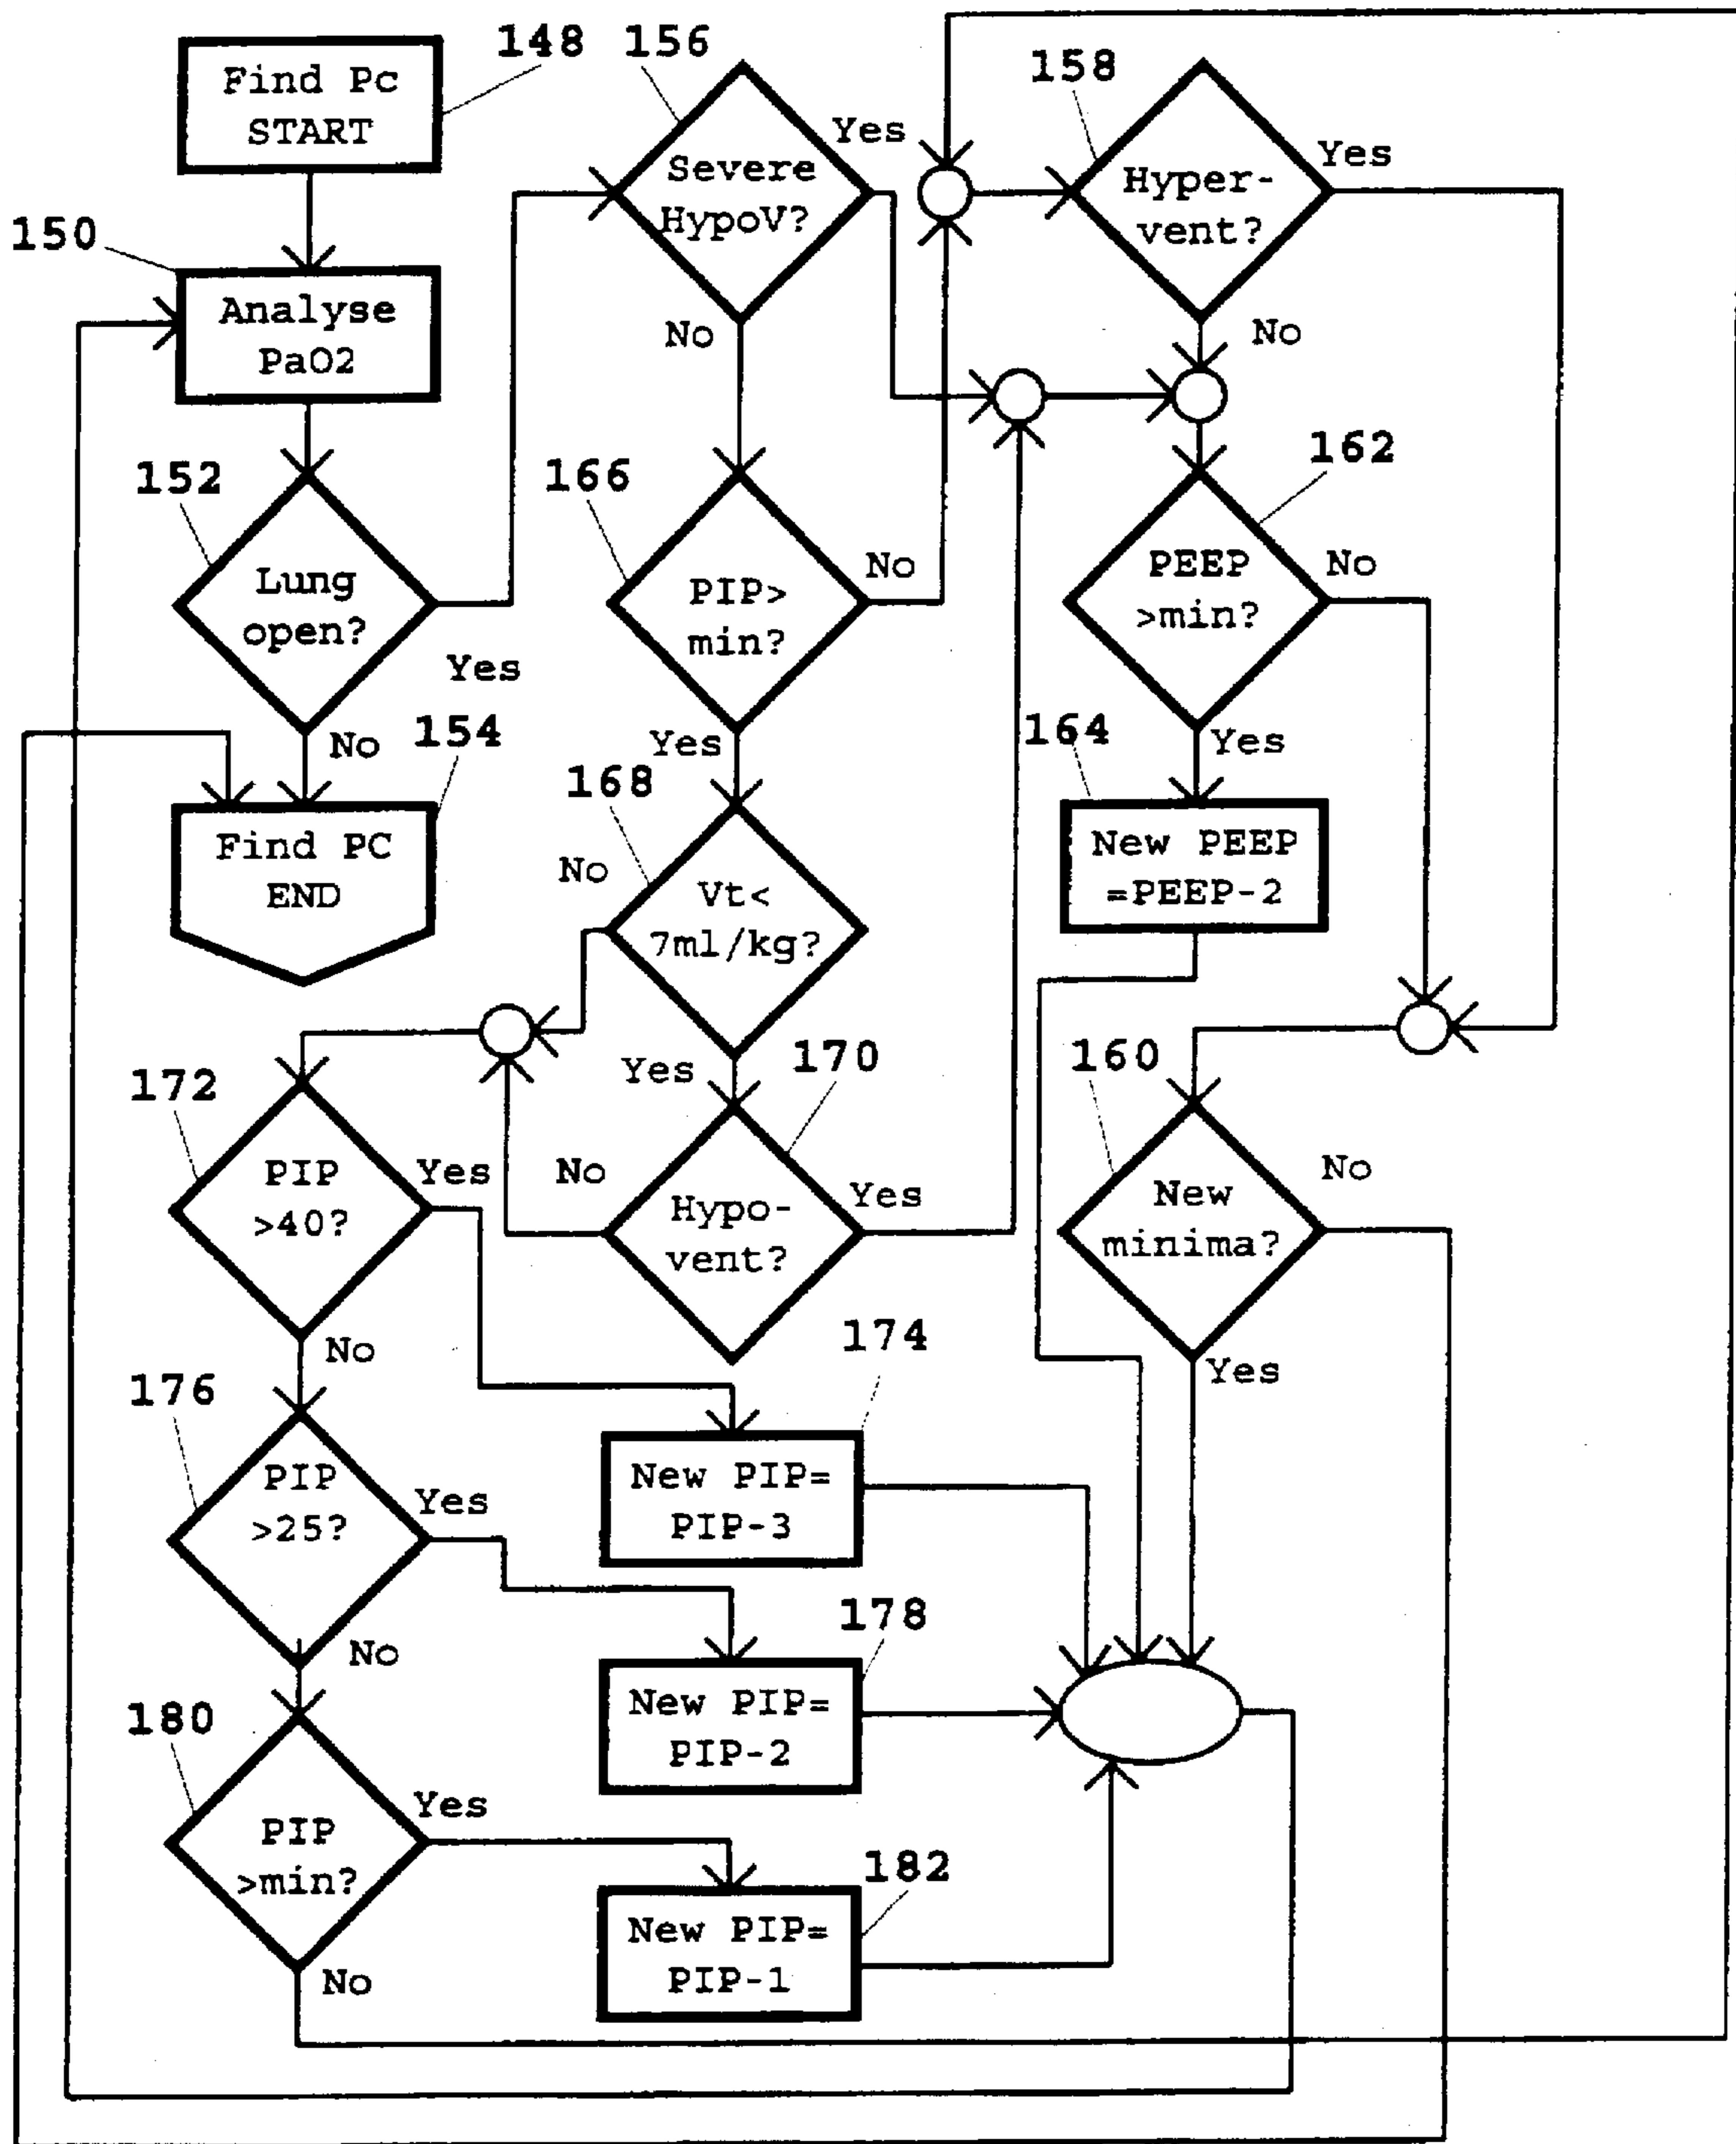 148
156
158
Find Pc
START
Yes
Yes
Severe
HypoV?
Hyper-
vent?
150
Analyse
PaO2
No
No
152
166
162
Lung
open?
No
PIP>
min?
No
PEEP
>min?
Yes
No
154
Yes
164
Yes
168
Find PC
END
No
Vt<
7ml/kg?
New PEEP
=PEEP-2
172
Yes
170
160
PIP
>40?
Yes
No
Hypo-
vent?
Yes
No
New
minima?
No
174
Yes
176
PIP
>25?
Yes
New PIP=
PIP-3
No
178
180
New PIP=
PIP-2
Yes
PIP
>min?
182
No
New PIP=
PIP-1